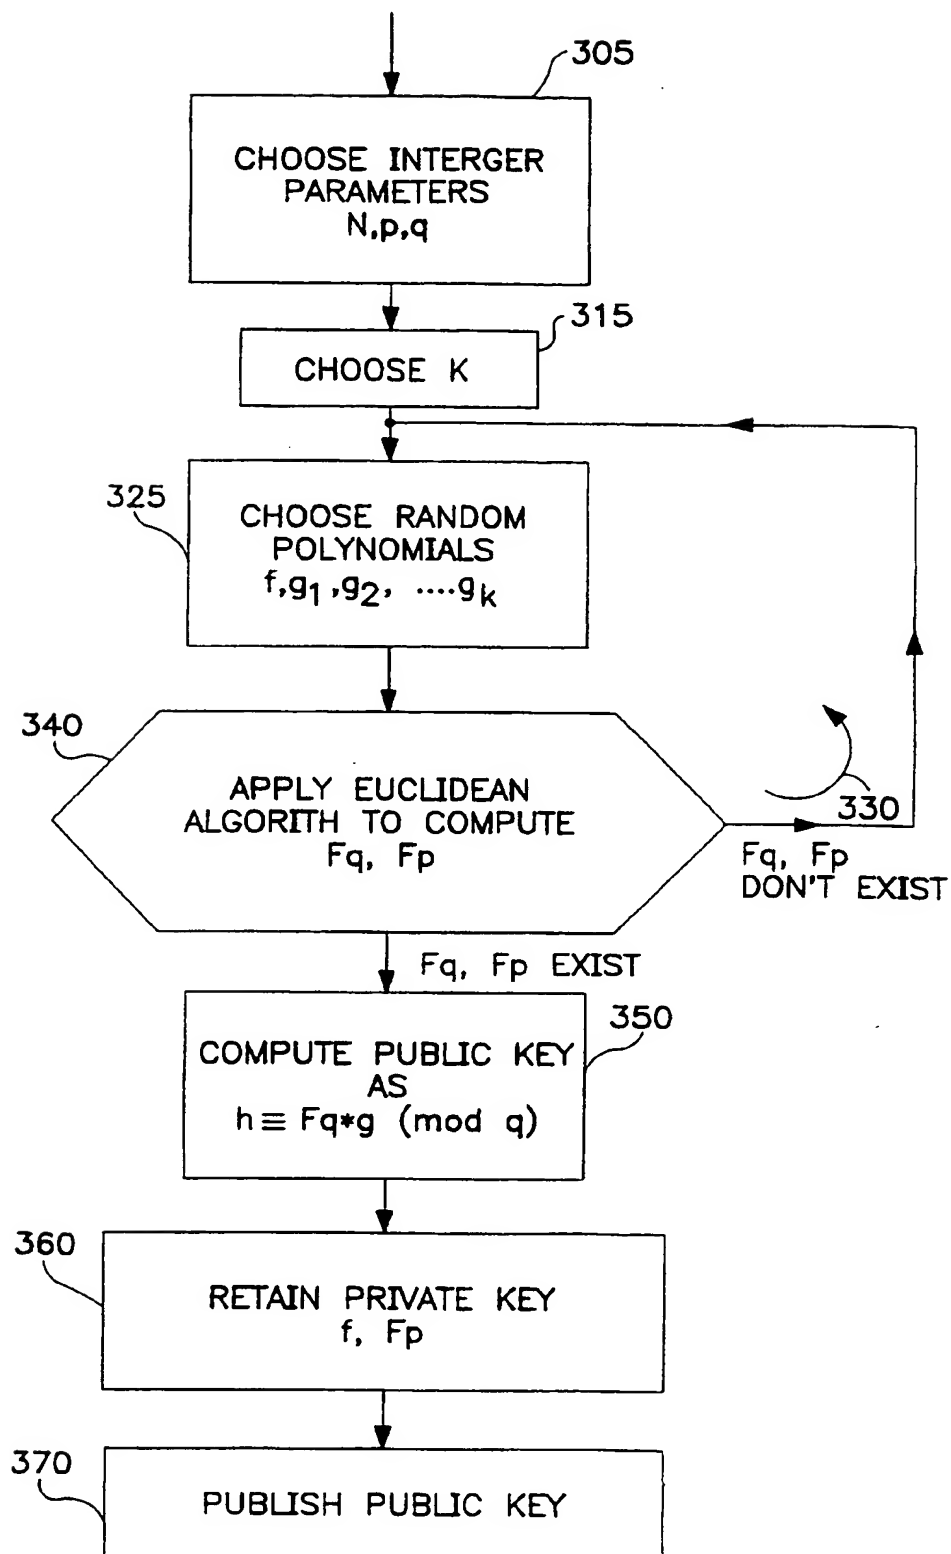 305
CHOOSE INTERGER
PARAMETERS
N,p,q
315
CHOOSE K
325
CHOOSE RANDOM
POLYNOMIALS
f,g1,g2, ....gk
340
APPLY EUCLIDEAN
ALGORITH TO COMPUTE
Fq, Fp
330
Fq, Fp
DON'T EXIST
Fq, Fp EXIST
350
COMPUTE PUBLIC KEY
AS
h ≡ Fq*g (mod q)
360
RETAIN PRIVATE KEY
f, Fp
370
PUBLISH PUBLIC KEY